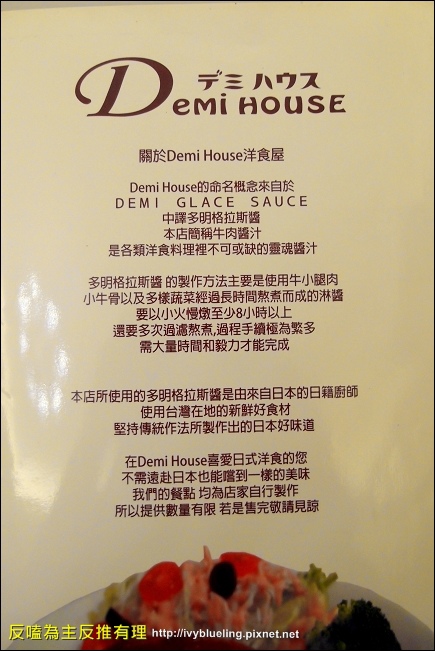 デミ ハウス
Demi HOUSE
關於Demi House洋食屋
Demi House的命名概念來自於
DEMI GLACE SAUCE
中譯多明格拉斯醬
本店簡稱牛肉醬汁
是各類洋食料理裡不可或缺的靈魂醬汁
多明格拉斯醬 的製作方法主要是使用牛小腿肉
小牛骨以及多樣蔬菜經過長時間熬煮而成的淋醬
要以小火慢燉至少8小時以上
還要多次過濾熬煮,過程手續極為繁多
需大量時間和毅力才能完成
本店所使用的多明格拉斯醬是由來自日本的日籍廚師
使用台灣在地的新鮮好食材
堅持傳統作法所製作出的日本好味道
在Demi House喜愛日式洋食的您
不需遠赴日本也能嚐到一樣的美味
我們的餐點 均為店家自行製作
所以提供數量有限 若是售完敬請見諒
反嗑為主反推有理 http://ivyblueling.pixnet.net